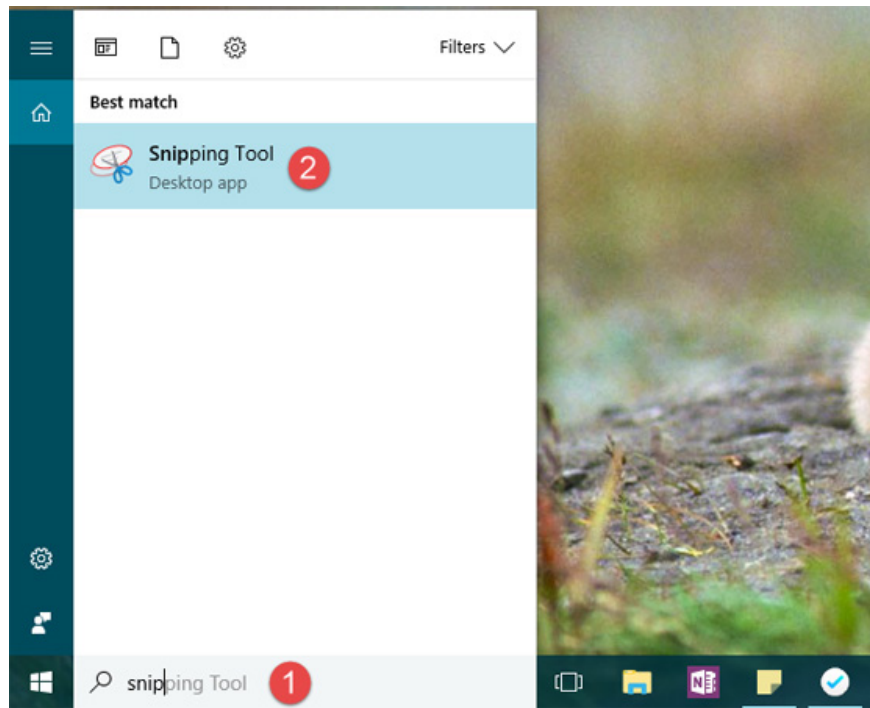 Filters
Best match
Snipping Tool 2
Desktop app
snipping Tool 1
N